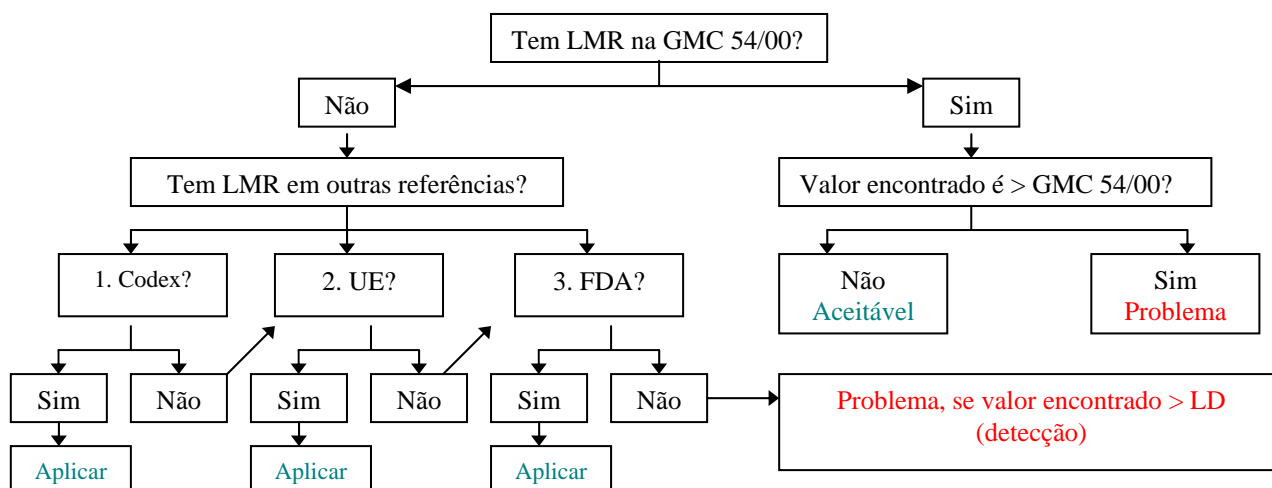 Tem LMR na GMC 54/00?
Não
Sim
Tem LMR em outras referências?
Valor encontrado é > GMC 54/00?
1. Codex?
2. UE?
3. FDA?
Não
Aceitável
Sim
Problema
Sim
Não
Sim
Não
Sim
Não
Problema, se valor encontrado > LD
(detecção)
Aplicar
Aplicar
Aplicar